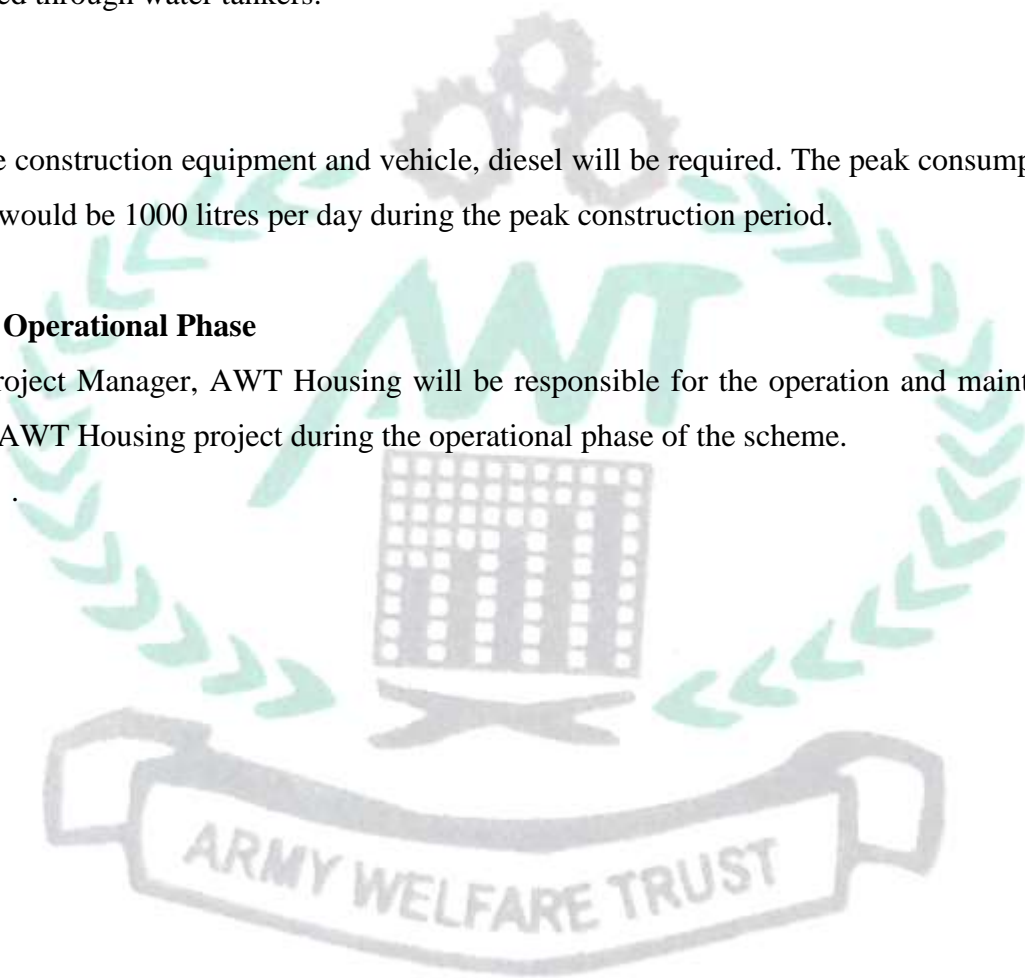 ed through water tankers.
e construction equipment and vehicle, diesel will be required. The peak consump
would be 1000 litres per day during the peak construction period.
Operational Phase
roject Manager, AWT Housing will be responsible for the operation and maint
AWT Housing project during the operational phase of the scheme.
.
AWT
ARMY WELFARE TRUST